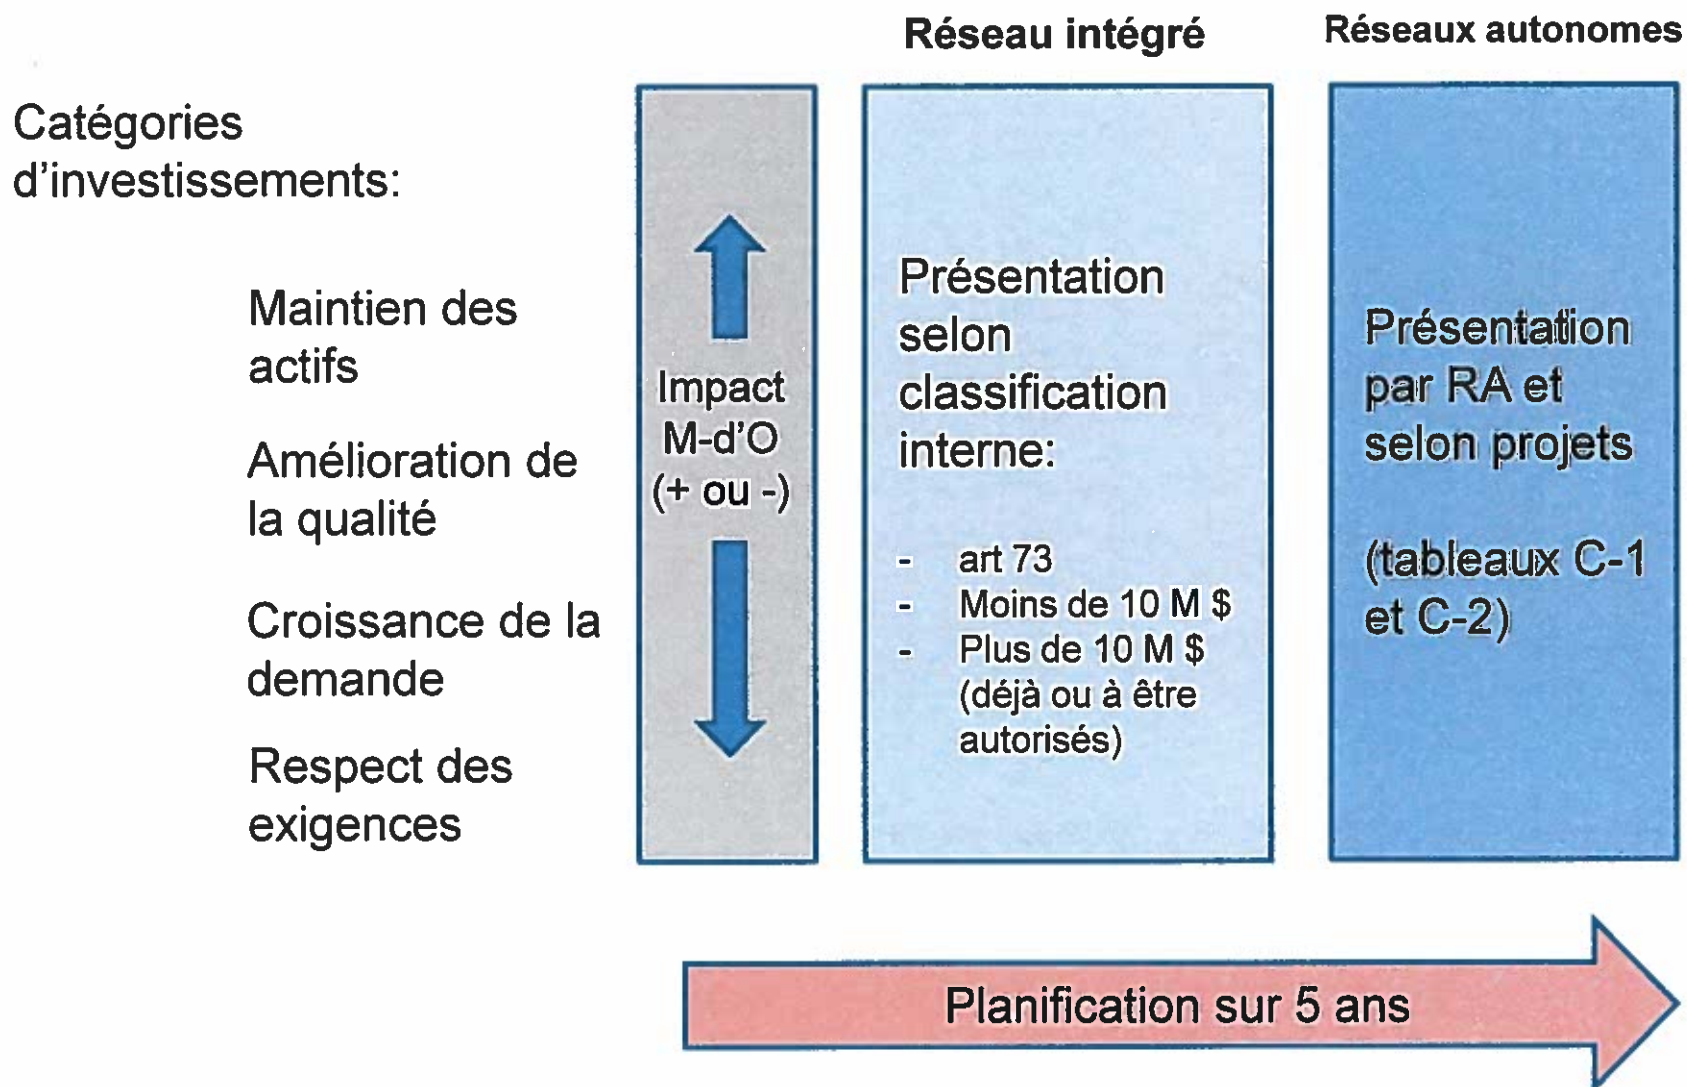 Réseau intégré
Réseaux autonomes
Catégories
d'investissements:
Maintien des
actifs
Amélioration de
la qualité
Croissance de la
demande
Respect des
exigences
Impact
M-d'O
(+ ou -)
Présentation
selon
classification
interne:
- art 73
- Moins de 10 M $
- Plus de 10 M $
(déjà ou à être
autorisés)
Présentation
par RA et
selon projets
(tableaux C-1
et C-2)
Planification sur 5 ans